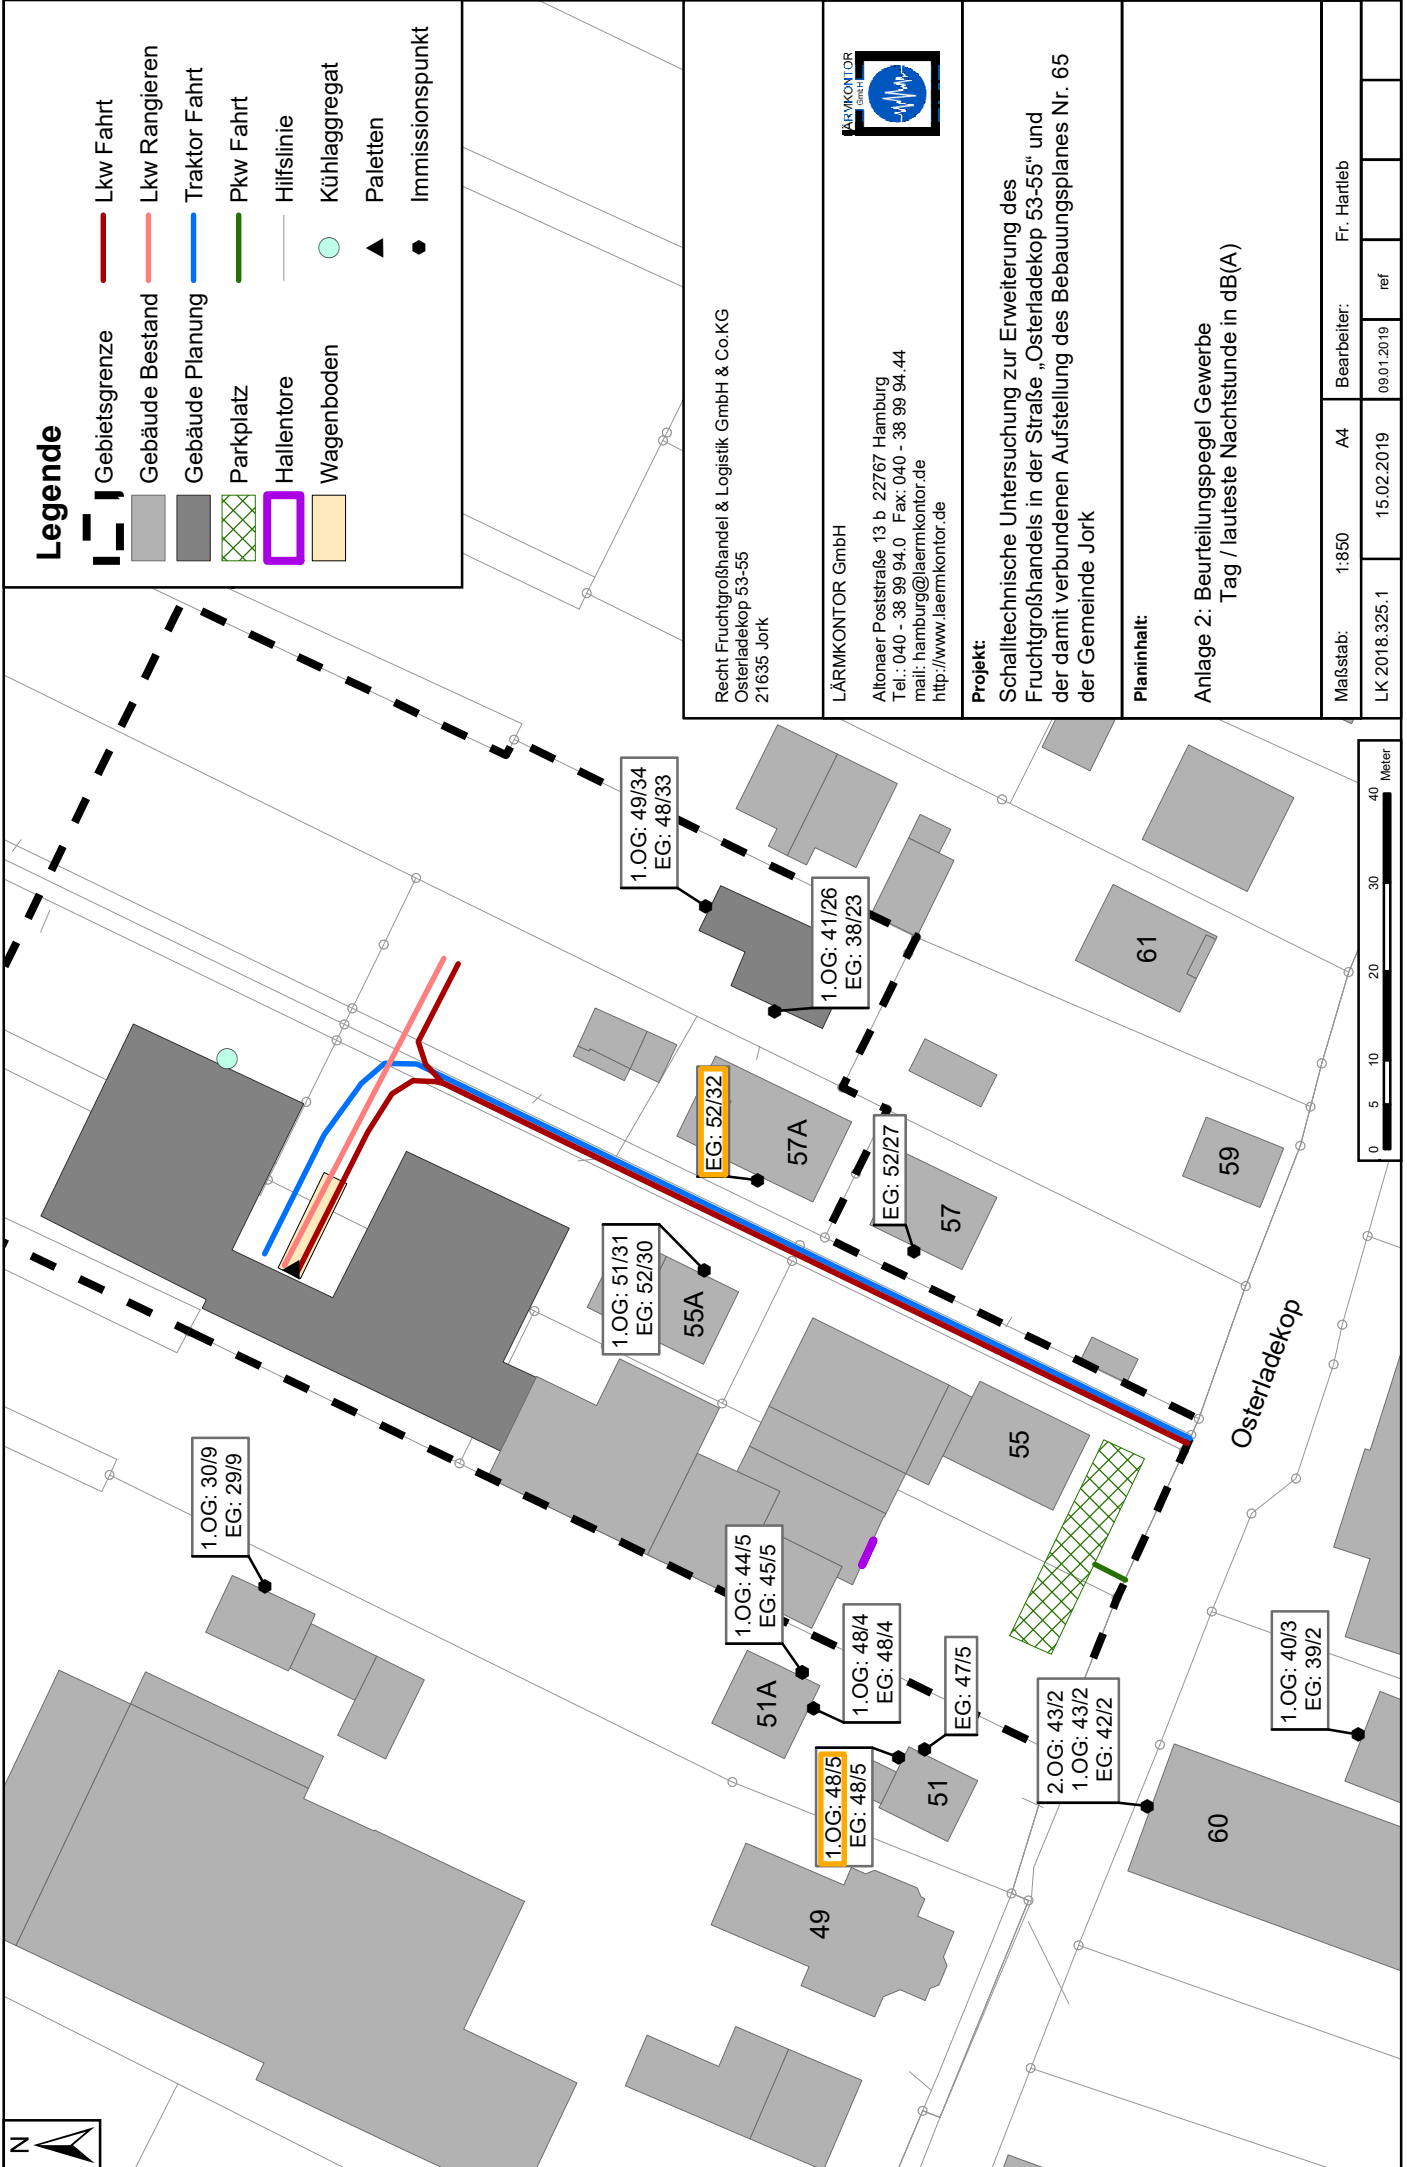 Legende
Gebietsgrenze
Gebäude Bestand
Gebäude Planung
Parkplatz
Hallentore
Wagenboden
Lkw Fahrt
Lkw Rangieren
Traktor Fahrt
Pkw Fahrt
Hilfslinie
Kühlaggregat
Paletten
Immissionspunkt
N
1.OG: 30/9
EG: 29/9
1.OG: 51/31
EG: 52/30
55A
EG: 52/32
57A
1.OG: 49/34
EG: 48/33
1.OG: 41/26
EG: 38/23
EG: 52/27
57
1.OG: 44/5
EG: 45/5
51A
1.OG: 48/4
EG: 48/4
1.OG: 48/5
EG: 48/5
EG: 47/5
51
49
55
59
61
2.OG: 43/2
1.OG: 43/2
EG: 42/2
60
1.OG: 40/3
EG: 39/2
Osterladekop
0 5 10 20 30 40
Meter
Recht Fruchtgroßhandel & Logistik GmbH & Co.KG
Osterladekop 53-55
21635 Jork
LÄRMKONTOR GmbH
Altonaer Poststraße 13 b 22767 Hamburg
Tel.: 040 - 38 99 94.0 Fax: 040 - 38 99 94.44
mail: hamburg@laermkontor.de
http://www.laermkontor.de
LÄRMKONTOR
GmbH
Projekt:
Schalltechnische Untersuchung zur Erweiterung des
Fruchtgroßhandels in der Straße „Osterladekop 53-55“ und
der damit verbundenen Aufstellung des Bebauungsplanes Nr. 65
der Gemeinde Jork
Planinhalt:
Anlage 2: Beurteilungspegel Gewerbe
Tag / lauteste Nachtstunde in dB(A)
Maßstab: 1:850 A4 Bearbeiter: Fr. Hartleb
LK 2018.325.1 15.02.2019 09.01.2019 ref